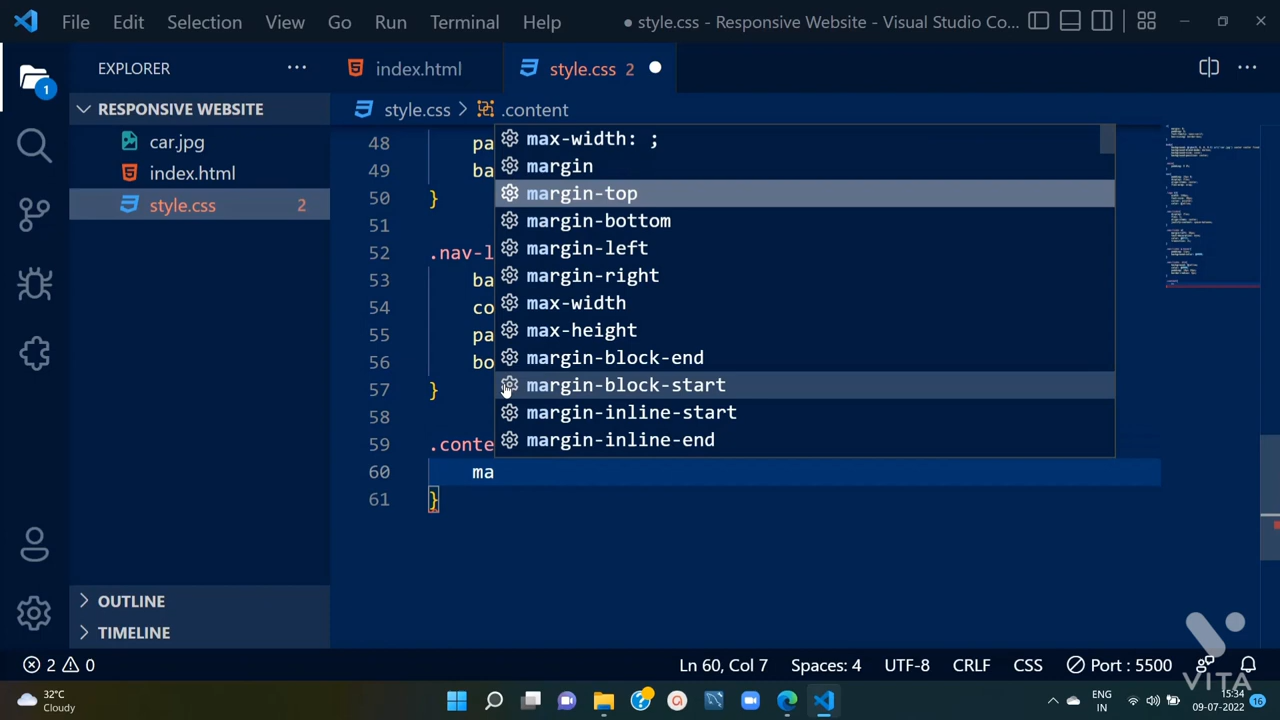 File Edit Selection View Go Run Terminal Help
● style.css - Responsive Website - Visual Studio Co...
EXPLORER
index.html
style.css 2
1
RESPONSIVE WEBSITE
car.jpg
index.html
style.css 2
style.css > .content
48 pa
49 ba
50 }
51
52 .nav-l
53 ba
54 co
55 pa
56 bo
57 }
58
59 .conte
60 ma
61 }
max-width: ;
margin
margin-top
margin-bottom
margin-left
margin-right
max-width
max-height
margin-block-end
margin-block-start
margin-inline-start
margin-inline-end
OUTLINE
TIMELINE
VITA
2 0 Ln 60, Col 7 Spaces: 4 UTF-8 CRLF CSS Port : 5500
32°C
Cloudy
ENG
IN
15:34
09-07-2022
16